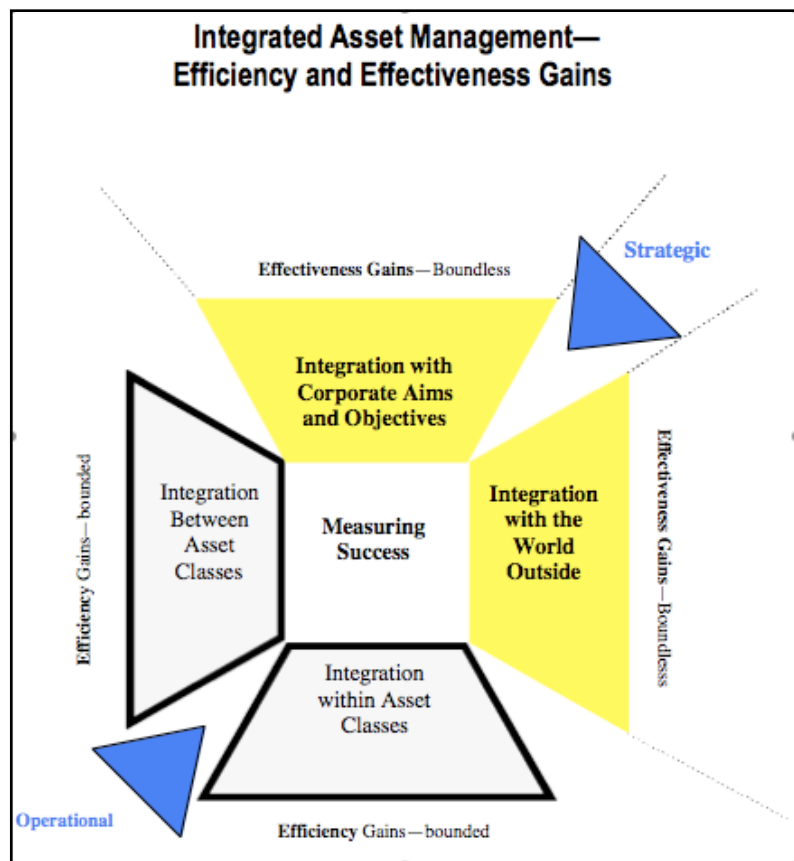 Integrated Asset Management—
Efficiency and Effectiveness Gains
Strategic
Effectiveness Gains—Boundless
Integration with
Corporate Aims
and Objectives
Efficiency Gains—bounded
Integration
Between
Asset
Classes
Measuring
Success
Integration
with the
World
Outside
Effectiveness Gains—Boundlesss
Integration
within Asset
Classes
Operational
Efficiency Gains—bounded